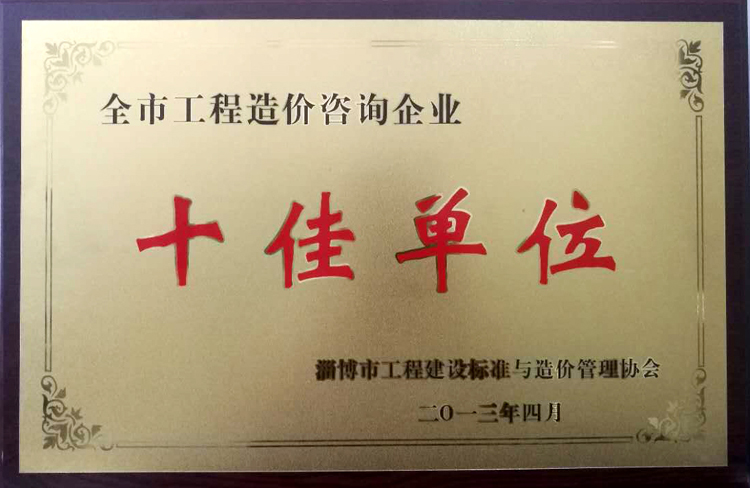 全市工程造价咨询企业
十佳单位
淄博市工程建设标准与造价管理协会
二〇一三年四月